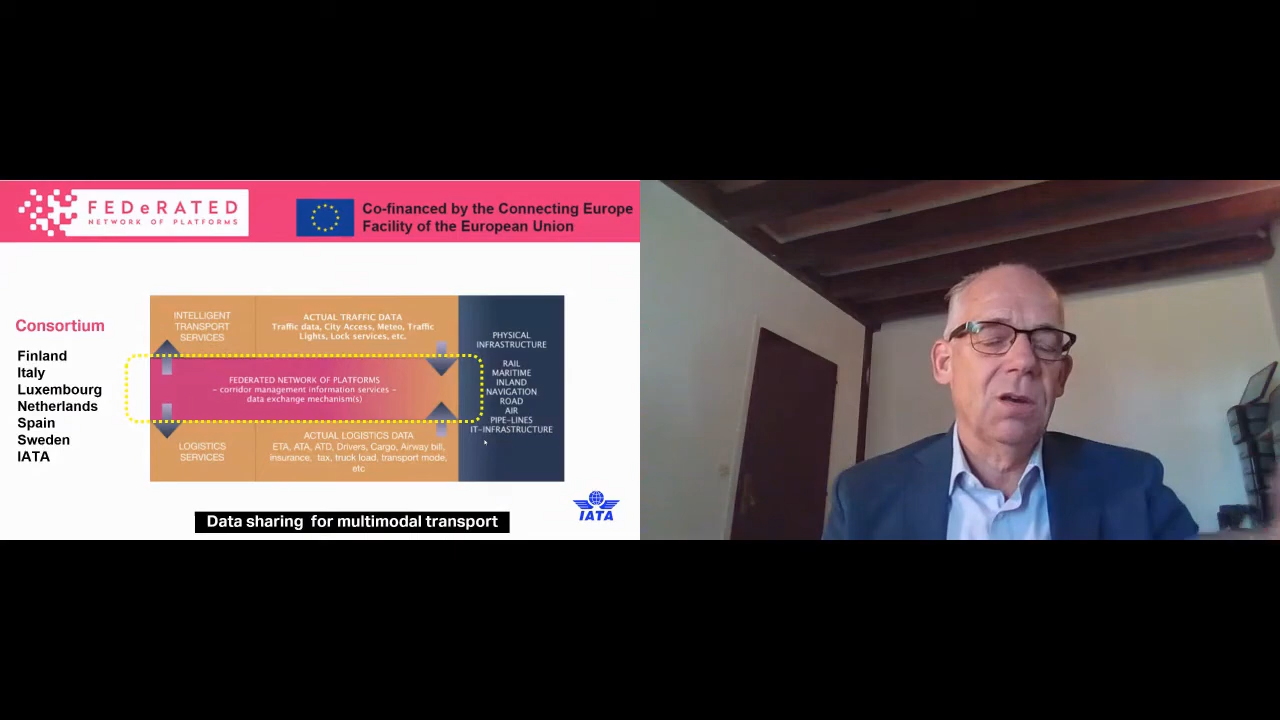 FEDeRATED
NETWORK OF PLATFORMS
Co-financed by the Connecting Europe
Facility of the European Union
Consortium
Finland
Italy
Luxembourg
Netherlands
Spain
Sweden
IATA
INTELLIGENT
TRANSPORT
SERVICES
ACTUAL TRAFFIC DATA
Traffic data, City Access, Meteo, Traffic
Lights, Lock services, etc.
FEDERATED NETWORK OF PLATFORMS
– corridor management information services –
data exchange mechanism(s)
LOGISTICS
SERVICES
ACTUAL LOGISTICS DATA
ETA, ATA, ATD, Drivers, Cargo, Airway bill,
insurance, tax, truck load, transport mode,
etc
PHYSICAL
INFRASTRUCTURE
RAIL
MARITIME
INLAND
NAVIGATION
ROAD
AIR
PIPE-LINES
IT-INFRASTRUCTURE
Data sharing for multimodal transport
IATA